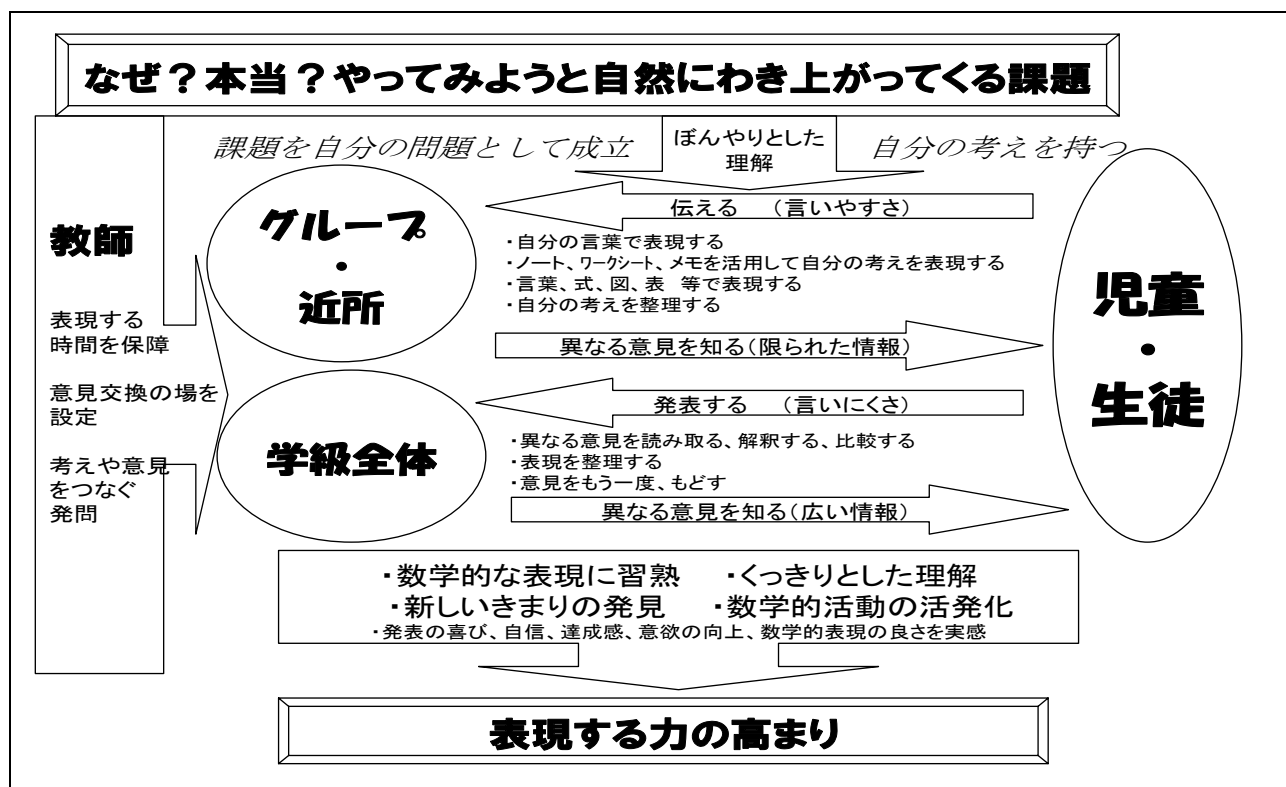 なぜ？本当？やってみようと自然にわき上がってくる課題
課題を自分の問題として成立
ぼんやりとした
理解
自分の考えを持つ
教師
表現する
時間を保障
意見交換の場を
設定
考えや意見
をつなぐ
発問
グループ
・
近所
伝える　（言いやすさ）
・自分の言葉で表現する
・ノート、ワークシート、メモを活用して自分の考えを表現する
・言葉、式、図、表　等で表現する
・自分の考えを整理する
異なる意見を知る（限られた情報）
児童
・
生徒
学級全体
発表する　（言いにくさ）
・異なる意見を読み取る、解釈する、比較する
・表現を整理する
・意見をもう一度、もどす
異なる意見を知る（広い情報）
・数学的な表現に習熟　・くっきりとした理解
・新しいきまりの発見　・数学的活動の活発化
・発表の喜び、自信、達成感、意欲の向上、数学的表現の良さを実感
表現する力の高まり